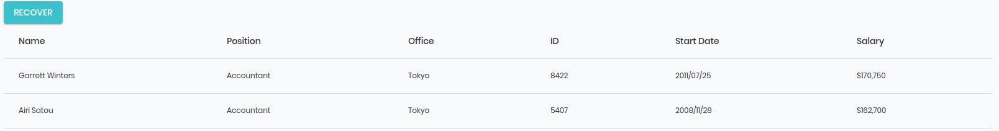 RECOVER
Name Position Office ID Start Date Salary
Garrett Winters Accountant Tokyo 8422 2011/07/25 $170,750
Airi Satou Accountant Tokyo 5407 2008/11/28 $162,700